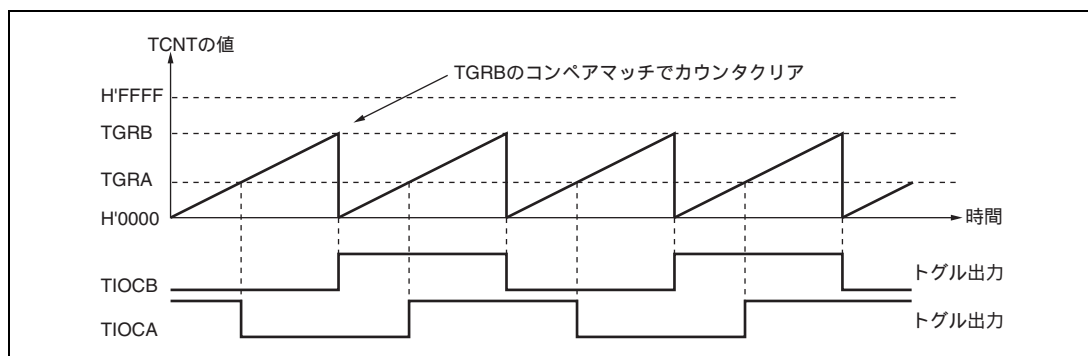 TCNTの値
TGRBのコンペアマッチでカウンタクリア
H'FFFF
TGRB
TGRA
H'0000
時間
TIOCB
トグル出力
TIOCA
トグル出力